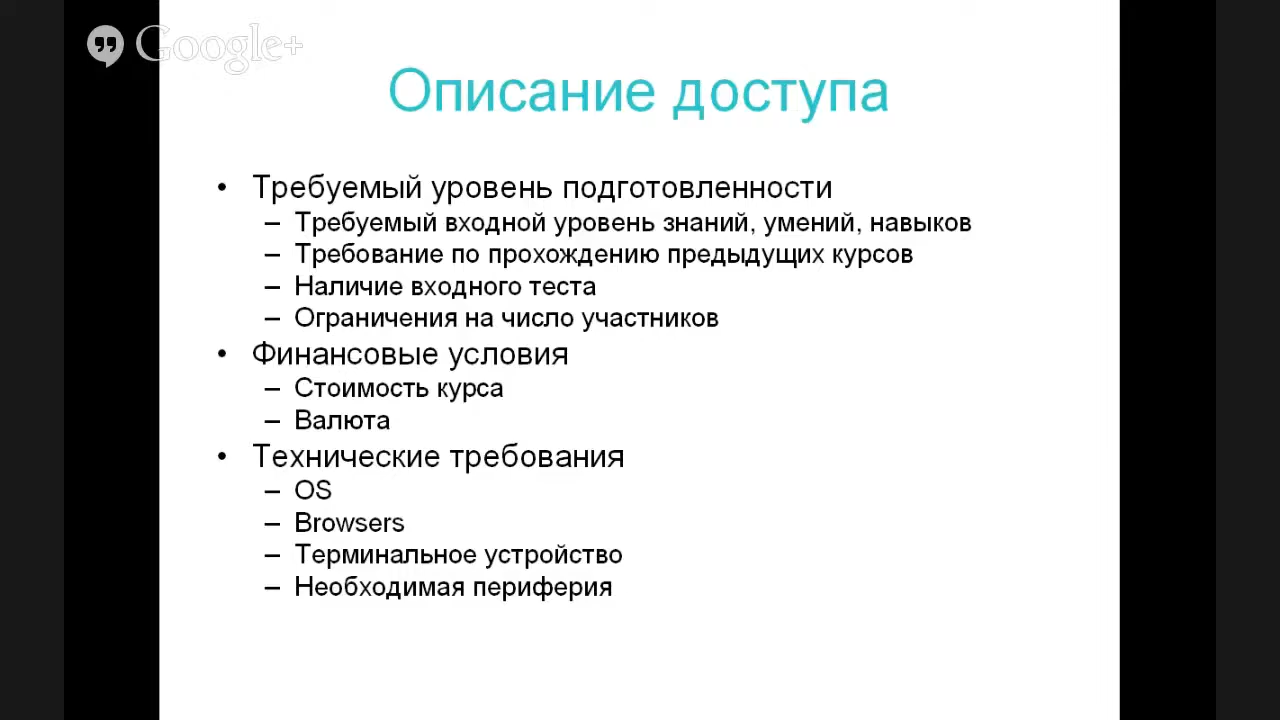 Google+
Описание доступа
• Требуемый уровень подготовленности
– Требуемый входной уровень знаний, умений, навыков
– Требование по прохождению предыдущих курсов
– Наличие входного теста
– Ограничения на число участников
• Финансовые условия
– Стоимость курса
– Валюта
• Технические требования
– OS
– Browsers
– Терминальное устройство
– Необходимая периферия